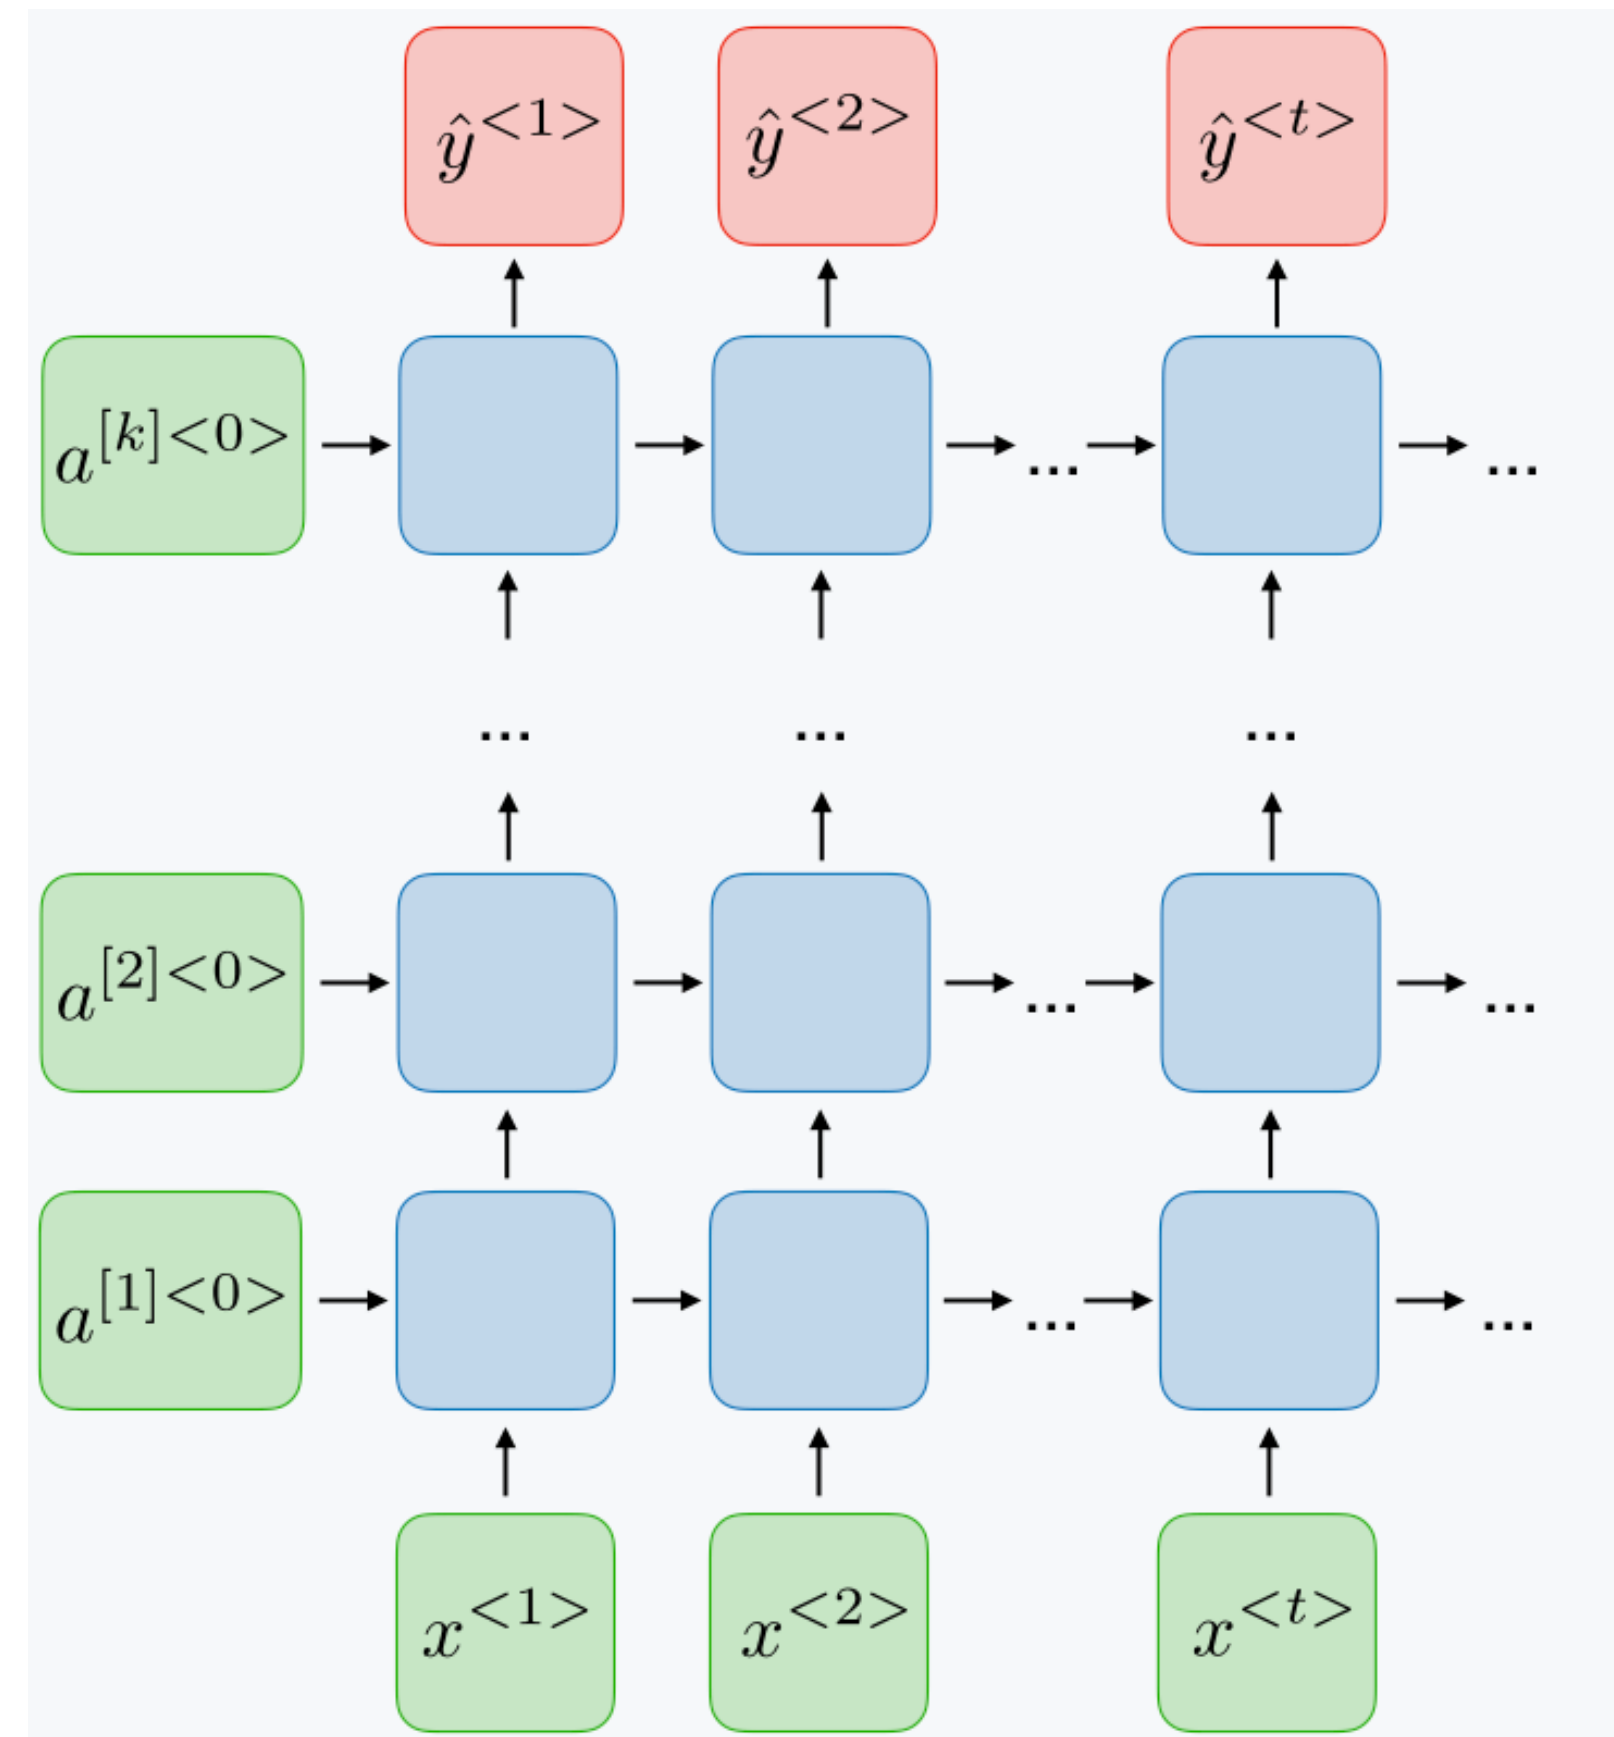 ŷ<1> ŷ<2> ŷ<t>
a[k]<0> ... ...
... ... ...
a[2]<0> ... ...
a[1]<0> ... ...
x<1> x<2> x<t>